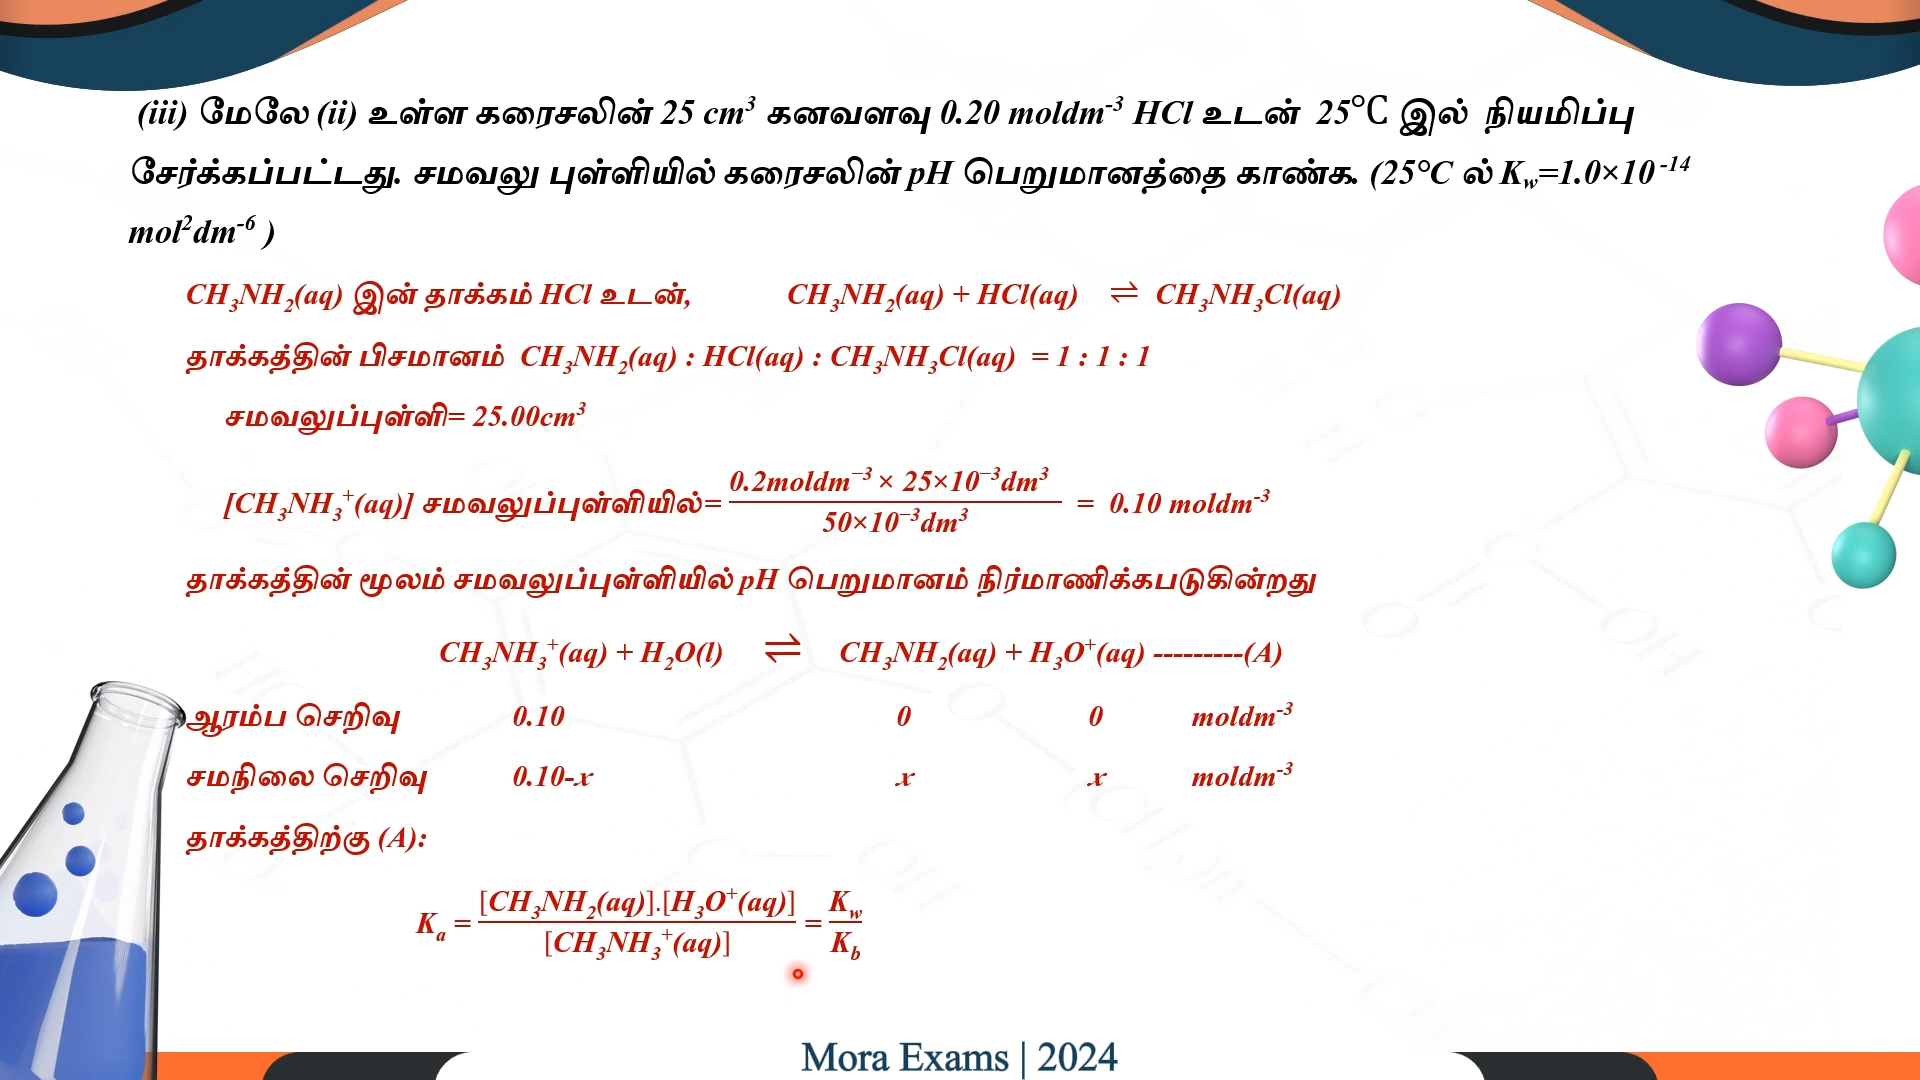 (iii) மேலே (ii) உள்ள கரைசலின் 25 cm³ கனவளவு 0.20 moldm⁻³ HCl உடன் 25℃ இல் நியமிப்பு
சேர்க்கப்பட்டது. சமவலு புள்ளியில் கரைசலின் pH பெறுமானத்தை காண்க. (25°C ல் Kw=1.0×10⁻¹⁴
mol²dm⁻⁶ )
CH₃NH₂(aq) இன் தாக்கம் HCl உடன், CH₃NH₂(aq) + HCl(aq) ⇌ CH₃NH₃Cl(aq)
தாக்கத்தின் பிசமானம் CH₃NH₂(aq) : HCl(aq) : CH₃NH₃Cl(aq) = 1 : 1 : 1
சமவலுப்புள்ளி= 25.00cm³
[CH₃NH₃⁺(aq)] சமவலுப்புள்ளியில்= (0.2moldm⁻³ × 25×10⁻³dm³)/(50×10⁻³dm³) = 0.10 moldm⁻³
தாக்கத்தின் மூலம் சமவலுப்புள்ளியில் pH பெறுமானம் நிர்மாணிக்கபடுகின்றது
CH₃NH₃⁺(aq) + H₂O(l) ⇌ CH₃NH₂(aq) + H₃O⁺(aq) ---------(A)
ஆரம்ப செறிவு 0.10 0 0 moldm⁻³
சமநிலை செறிவு 0.10-x x x moldm⁻³
தாக்கத்திற்கு (A):
Kₐ = [CH₃NH₂(aq)].[H₃O⁺(aq)]/[CH₃NH₃⁺(aq)] = Kw/Kb
Mora Exams | 2024